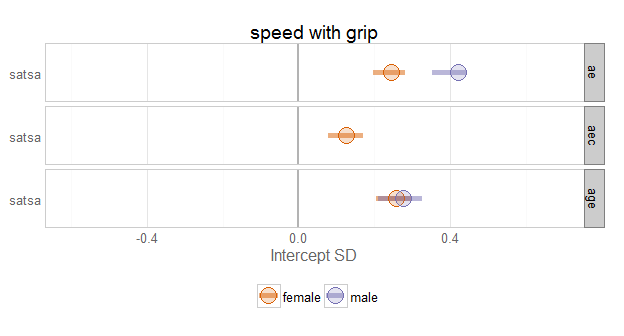 speed with grip
satsa
ae
satsa
aec
satsa
age
-0.4 0.0 0.4
Intercept SD
female male